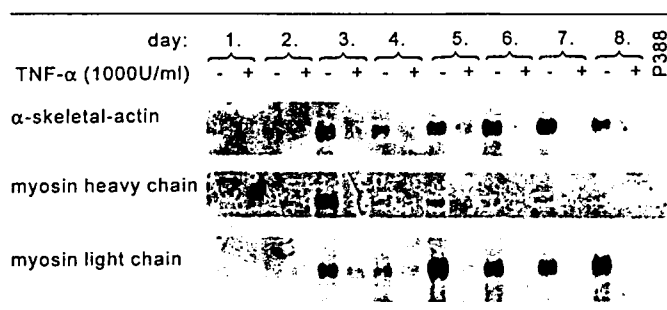 day: 1. 2. 3. 4. 5. 6. 7. 8. P388
TNF-α (1000U/ml) - + - + - + - + - + - + - + - +
α-skeletal-actin
myosin heavy chain
myosin light chain